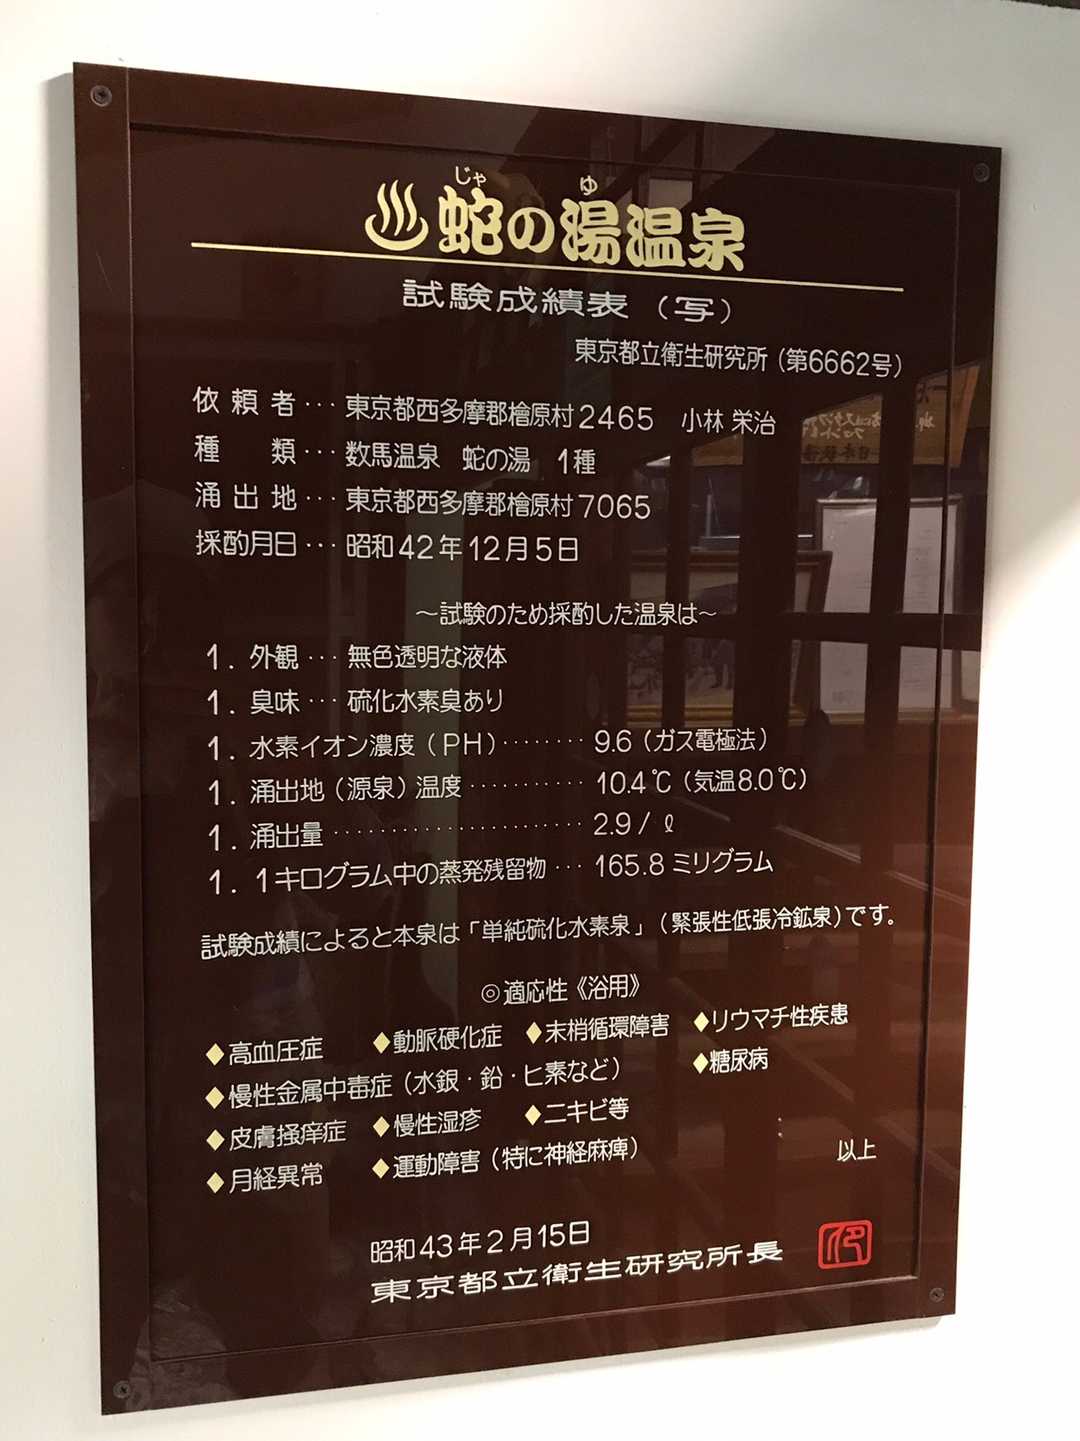 じゃ ゆ
♨蛇の湯温泉
試験成績表（写）
東京都立衛生研究所（第6662号）
依頼者･･･東京都西多摩郡檜原村2465 小林 栄治
種 類･･･数馬温泉 蛇の湯 1種
涌出地･･･東京都西多摩郡檜原村7065
採酌月日･･･昭和42年12月5日
～試験のため採酌した温泉は～
1. 外観･･･無色透明な液体
1. 臭味･･･硫化水素臭あり
1. 水素イオン濃度（PH）････････9.6（ガス電極法）
1. 涌出地（源泉）温度･･･････････10.4℃（気温8.0℃）
1. 涌出量････････････････････････2.9/ℓ
1. 1キログラム中の蒸発残留物･･･165.8ミリグラム
試験成績によると本泉は「単純硫化水素泉」（緊張性低張冷鉱泉）です。
◎適応性《浴用》
◆高血圧症 ◆動脈硬化症 ◆末梢循環障害 ◆リウマチ性疾患
◆慢性金属中毒症（水銀・鉛・ヒ素など） ◆糖尿病
◆皮膚掻痒症 ◆慢性湿疹 ◆ニキビ等
◆月経異常 ◆運動障害（特に神経麻痺） 以上
昭和43年2月15日
東京都立衛生研究所長 印